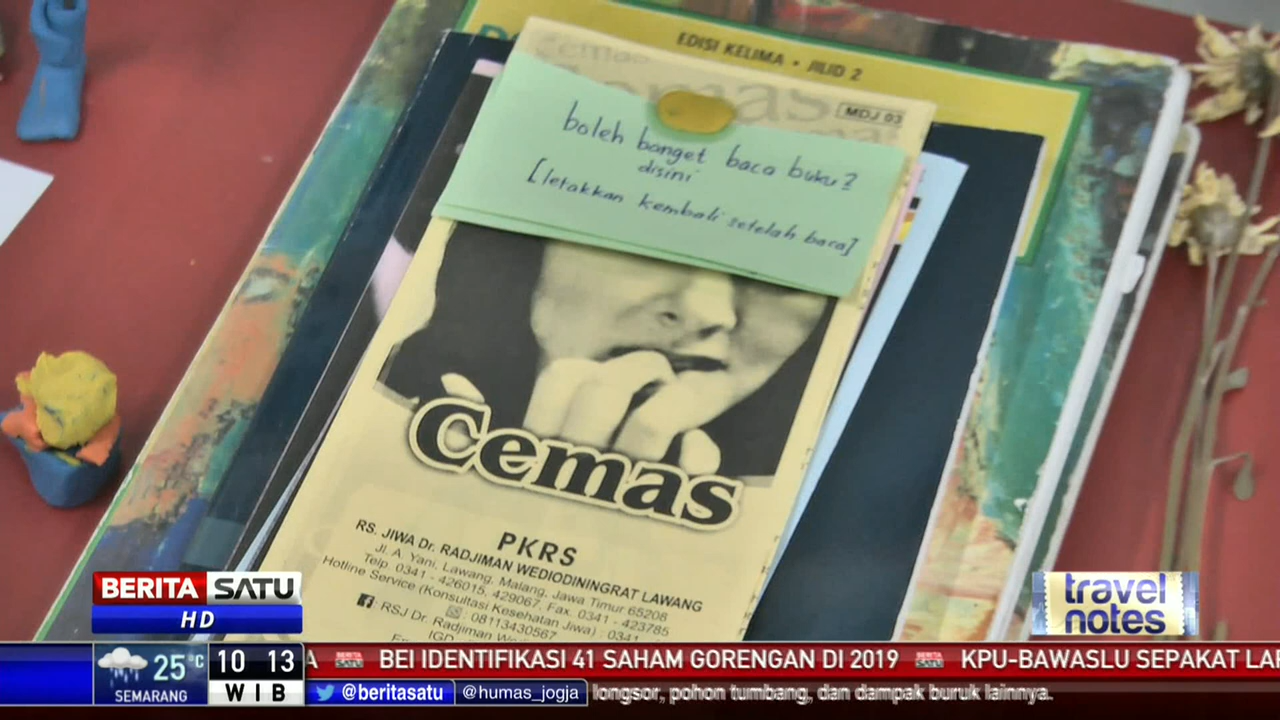 EDISI KELIMA • JILID 2
Cemas
MDJ 03
boleh banget baca buku?
disini
[letakkan kembali setelah baca]
Cemas
PKRS
RS. JIWA Dr. RADJIMAN WEDIODININGRAT LAWANG
Jl. A. Yani, Lawang, Malang, Jawa Timur 65208
Telp. 0341 - 426015, 429067, Fax. 0341 - 423785
Hotline Service (Konsultasi Kesehatan Jiwa) : 0341
: RSJ Dr. Radjiman
: 08113430567
IGD
BERITA SATU
HD
travel
notes
25°C
SEMARANG
10 13
WIB
BEI IDENTIFIKASI 41 SAHAM GORENGAN DI 2019
KPU-BAWASLU SEPAKAT
@beritasatu
@humas_jogja
longsor, pohon tumbang, dan dampak buruk lainnya.